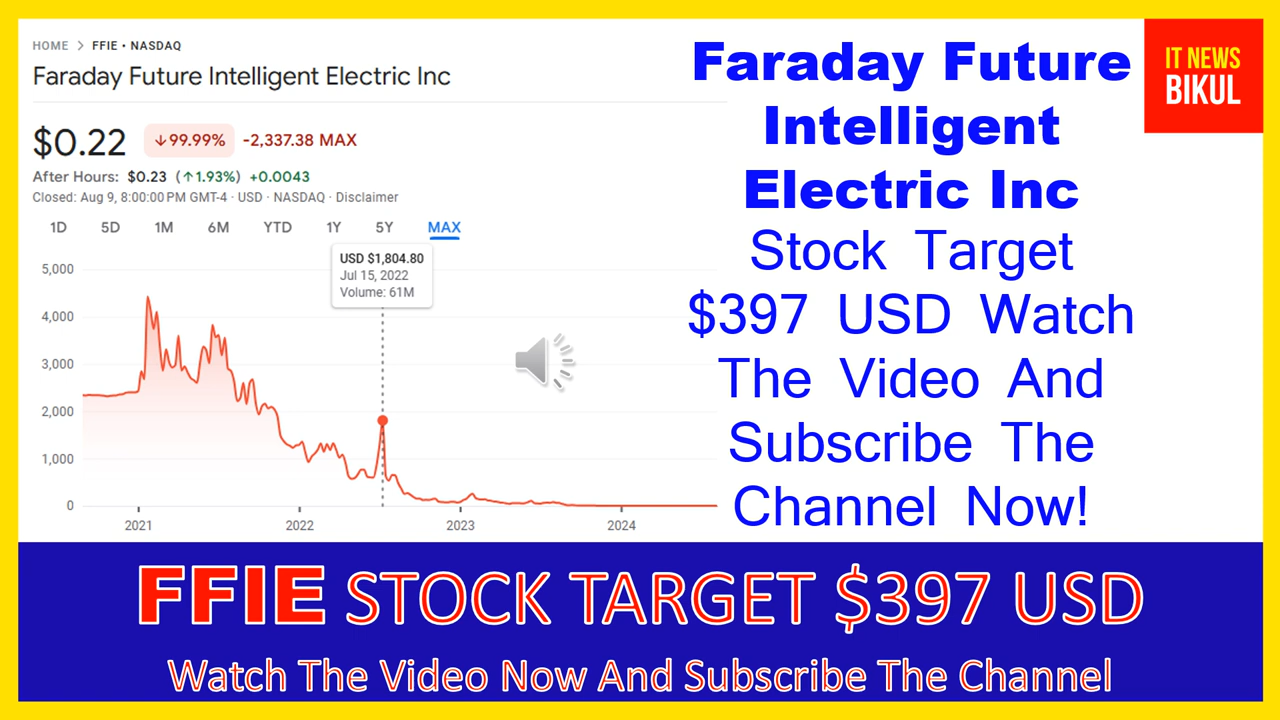 HOME > FFIE • NASDAQ
Faraday Future Intelligent Electric Inc
$0.22 ↓99.99% -2,337.38 MAX
After Hours: $0.23 (↑1.93%) +0.0043
Closed: Aug 9, 8:00:00 PM GMT-4 · USD · NASDAQ · Disclaimer
1D 5D 1M 6M YTD 1Y 5Y MAX
USD $1,804.80
Jul 15, 2022
Volume: 61M
5,000
4,000
3,000
2,000
1,000
0
2021 2022 2023 2024
Faraday Future
Intelligent
Electric Inc
Stock Target
$397 USD Watch
The Video And
Subscribe The
Channel Now!
IT NEWS
BIKUL
FFIE STOCK TARGET $397 USD
Watch The Video Now And Subscribe The Channel